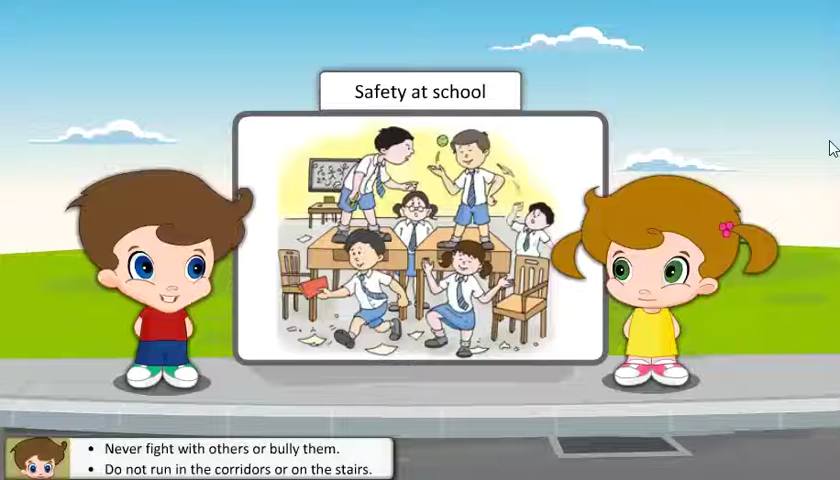 Safety at school
• Never fight with others or bully them.
• Do not run in the corridors or on the stairs.